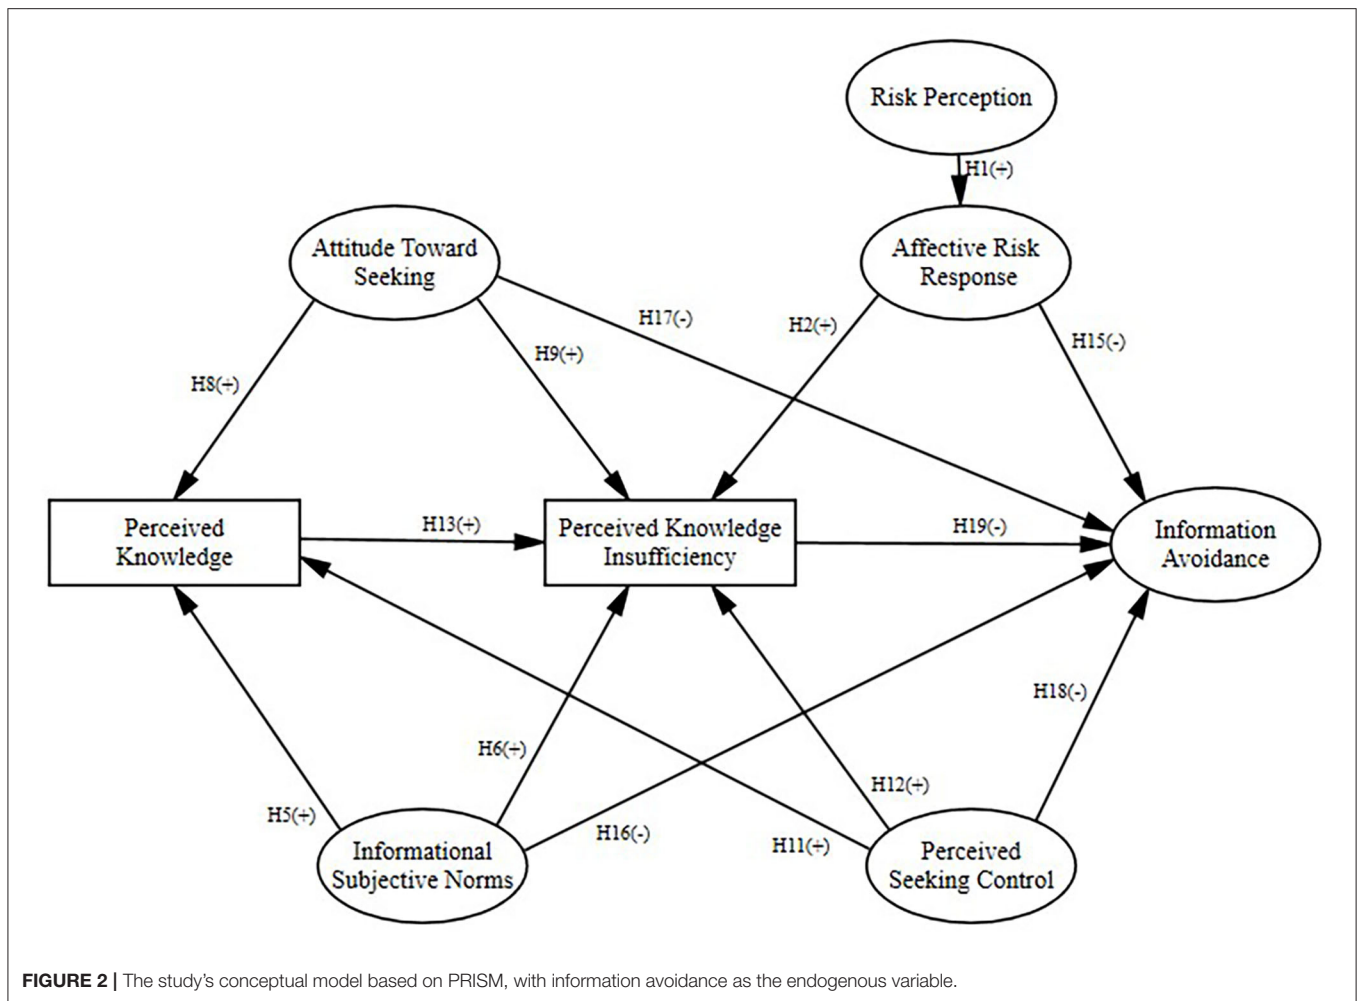 Risk Perception
H1(+)
Attitude Toward
Seeking
Affective Risk
Response
H17(-)
H2(+)
H15(-)
H9(+)
H8(+)
Perceived
Knowledge
H13(+)
Perceived Knowledge
Insufficiency
H19(-)
Information
Avoidance
H18(-)
H6(+)
H12(+)
H5(+)
H16(-)
H11(+)
Informational
Subjective Norms
Perceived
Seeking Control
FIGURE 2 | The study's conceptual model based on PRISM, with information avoidance as the endogenous variable.